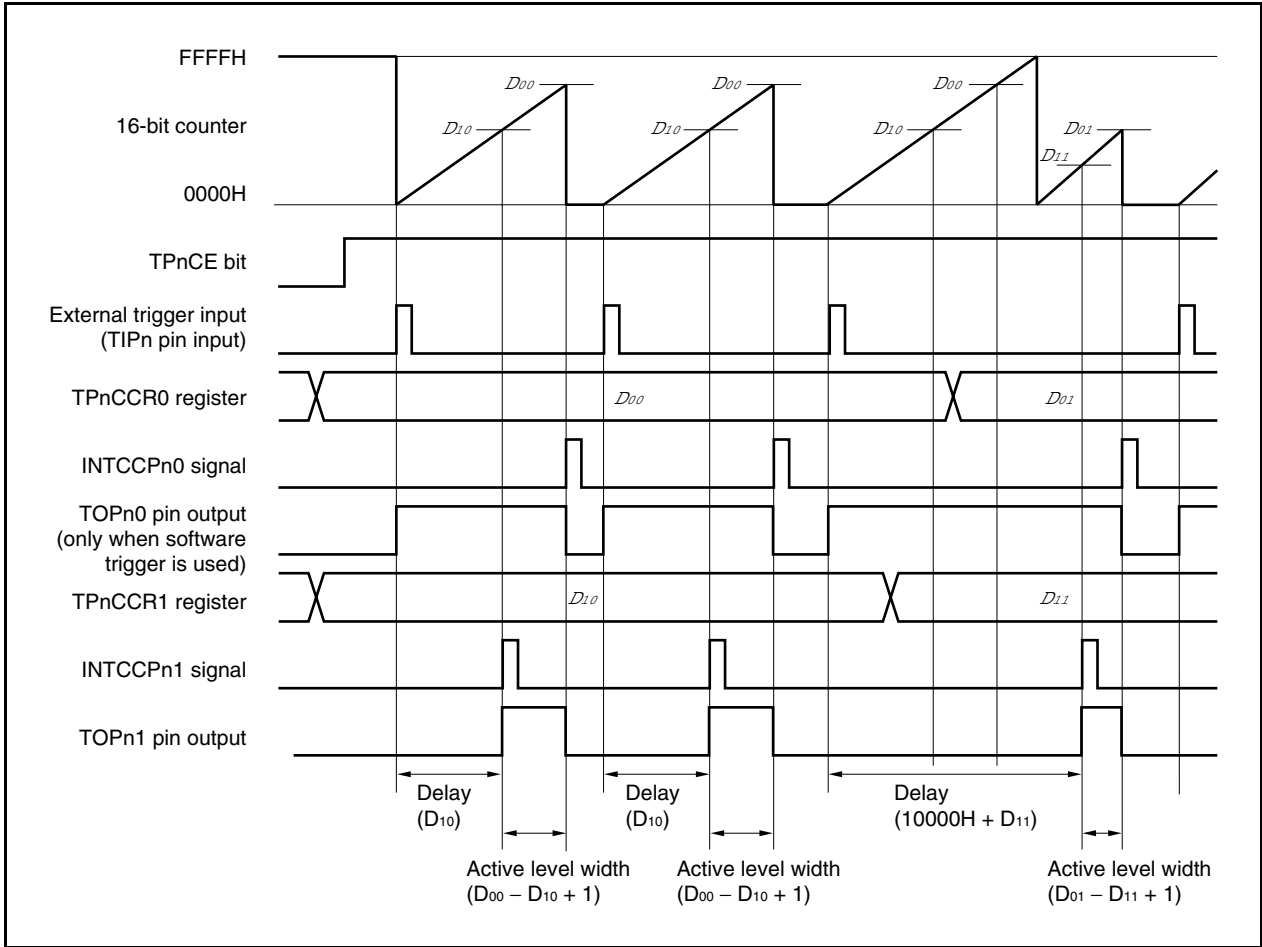 FFFFH
D00
D00
D00
16-bit counter
D10
D10
D10
D01
D11
0000H
TPnCE bit
External trigger input
(TIPn pin input)
TPnCCR0 register
D00
D01
INTCCPn0 signal
TOPn0 pin output
(only when software
trigger is used)
TPnCCR1 register
D10
D11
INTCCPn1 signal
TOPn1 pin output
Delay
(D10)
Delay
(D10)
Delay
(10000H + D11)
Active level width
(D00 − D10 + 1)
Active level width
(D00 − D10 + 1)
Active level width
(D01 − D11 + 1)